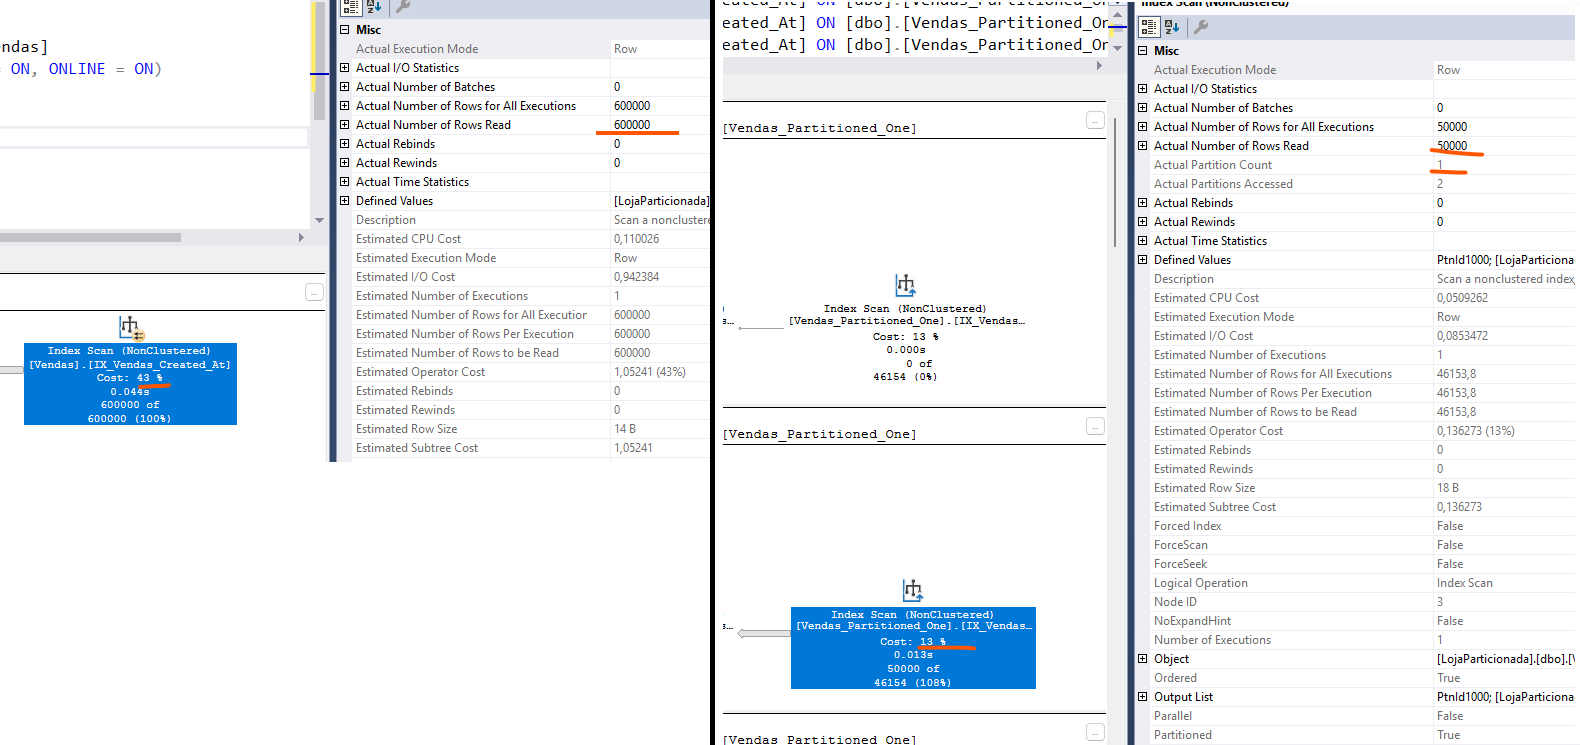 endas]
= ON, ONLINE = ON)
Index Scan (NonClustered)
[Vendas].[IX_Vendas_Created_At]
Cost: 43 %
0.044s
600000 of
600000 (100%)
Misc
Actual Execution Mode Row
Actual I/O Statistics
Actual Number of Batches 0
Actual Number of Rows for All Executions 600000
Actual Number of Rows Read 600000
Actual Rebinds 0
Actual Rewinds 0
Actual Time Statistics
Defined Values [LojaParticionada]
Description Scan a nonclustere
Estimated CPU Cost 0,110026
Estimated Execution Mode Row
Estimated I/O Cost 0,942384
Estimated Number of Executions 1
Estimated Number of Rows for All Execution 600000
Estimated Number of Rows Per Execution 600000
Estimated Number of Rows to be Read 600000
Estimated Operator Cost 1,05241 (43%)
Estimated Rebinds 0
Estimated Rewinds 0
Estimated Row Size 14 B
Estimated Subtree Cost 1,05241
eated_At] ON [dbo].[Vendas_Partitioned_On
eated_At] ON [dbo].[Vendas_Partitioned_Or
eated_At] ON [dbo].[Vendas_Partitioned_Or
[Vendas_Partitioned_One]
Index Scan (NonClustered)
[Vendas_Partitioned_One].[IX_Vendas…
Cost: 13 %
0.000s
0 of
46154 (0%)
[Vendas_Partitioned_One]
Index Scan (NonClustered)
[Vendas_Partitioned_One].[IX_Vendas…
Cost: 13 %
0.013s
50000 of
46154 (108%)
[Vendas_Partitioned_One]
Index Scan (NonClustered)
Misc
Actual Execution Mode Row
Actual I/O Statistics
Actual Number of Batches 0
Actual Number of Rows for All Executions 50000
Actual Number of Rows Read 50000
Actual Partition Count 1
Actual Partitions Accessed 2
Actual Rebinds 0
Actual Rewinds 0
Actual Time Statistics
Defined Values PtnId1000; [LojaParticiona
Description Scan a nonclustered index,
Estimated CPU Cost 0,0509262
Estimated Execution Mode Row
Estimated I/O Cost 0,0853472
Estimated Number of Executions 1
Estimated Number of Rows for All Executions 46153,8
Estimated Number of Rows Per Execution 46153,8
Estimated Number of Rows to be Read 46153,8
Estimated Operator Cost 0,136273 (13%)
Estimated Rebinds 0
Estimated Rewinds 0
Estimated Row Size 18 B
Estimated Subtree Cost 0,136273
Forced Index False
ForceScan False
ForceSeek False
Logical Operation Index Scan
Node ID 3
NoExpandHint False
Number of Executions 1
Object [LojaParticionada].[dbo].[V
Ordered True
Output List PtnId1000; [LojaParticiona
Parallel False
Partitioned True